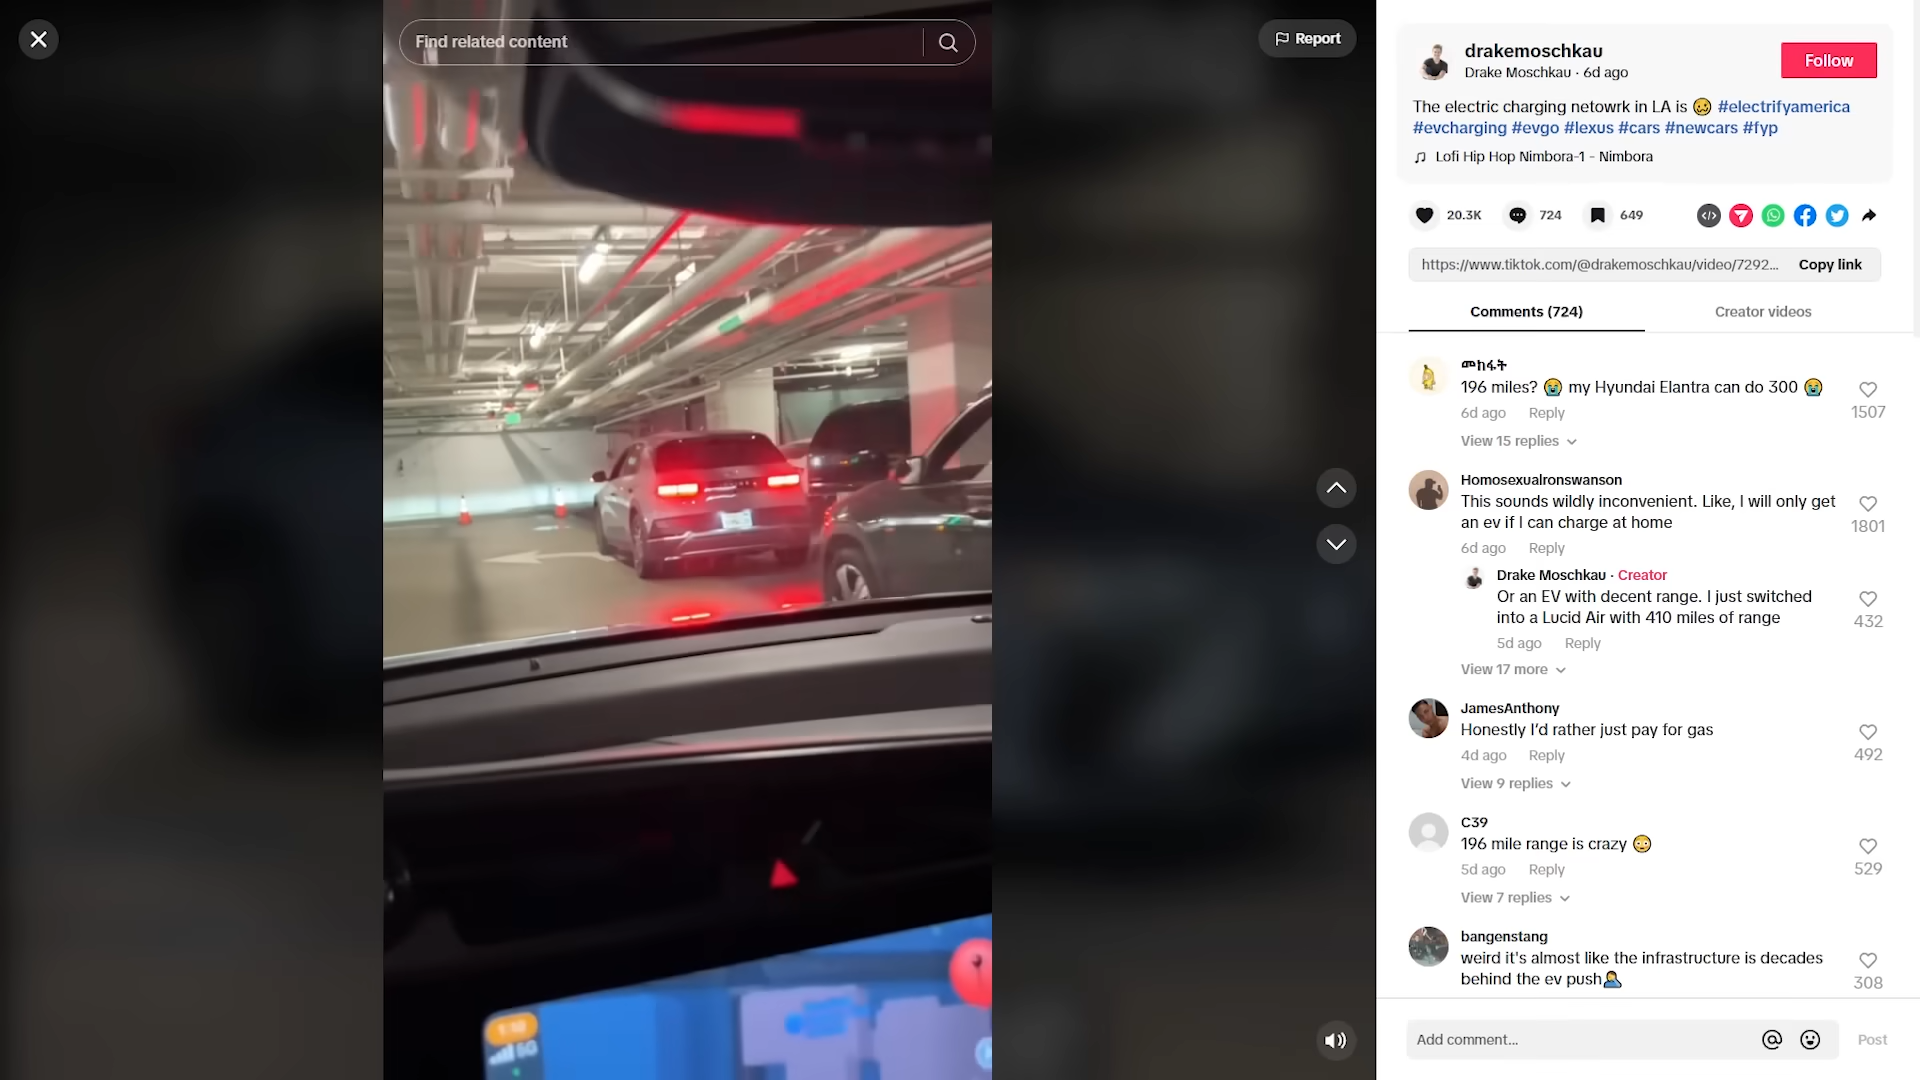 Find related content
Report
drakemoschkau
Drake Moschkau · 6d ago
Follow
The electric charging netowrk in LA is 🥴 #electrifyamerica
#evcharging #evgo #lexus #cars #newcars #fyp
Lofi Hip Hop Nimbora-1 - Nimbora
20.3K
724
649
https://www.tiktok.com/@drakemoschkau/video/7292...
Copy link
Comments (724)
Creator videos
መከፋት
196 miles? 😭 my Hyundai Elantra can do 300 😭
6d ago
Reply
1507
View 15 replies
Homosexualronswanson
This sounds wildly inconvenient. Like, I will only get
an ev if I can charge at home
1801
6d ago
Reply
Drake Moschkau · Creator
Or an EV with decent range. I just switched
into a Lucid Air with 410 miles of range
432
5d ago
Reply
View 17 more
JamesAnthony
Honestly I'd rather just pay for gas
4d ago
Reply
492
View 9 replies
C39
196 mile range is crazy 😳
5d ago
Reply
529
View 7 replies
bangenstang
weird it's almost like the infrastructure is decades
behind the ev push🤦‍♂️
308
Add comment...
Post
5G